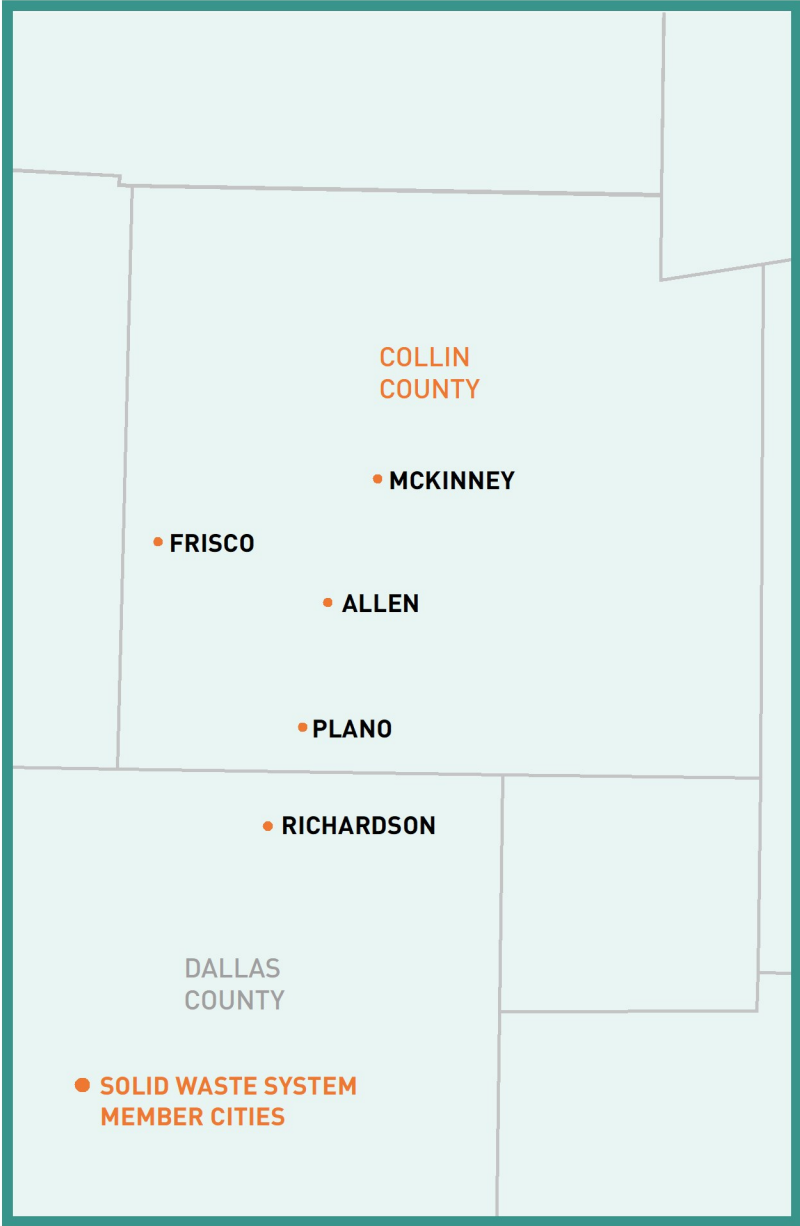 COLLIN
COUNTY
MCKINNEY
FRISCO
ALLEN
PLANO
RICHARDSON
DALLAS
COUNTY
SOLID WASTE SYSTEM
MEMBER CITIES